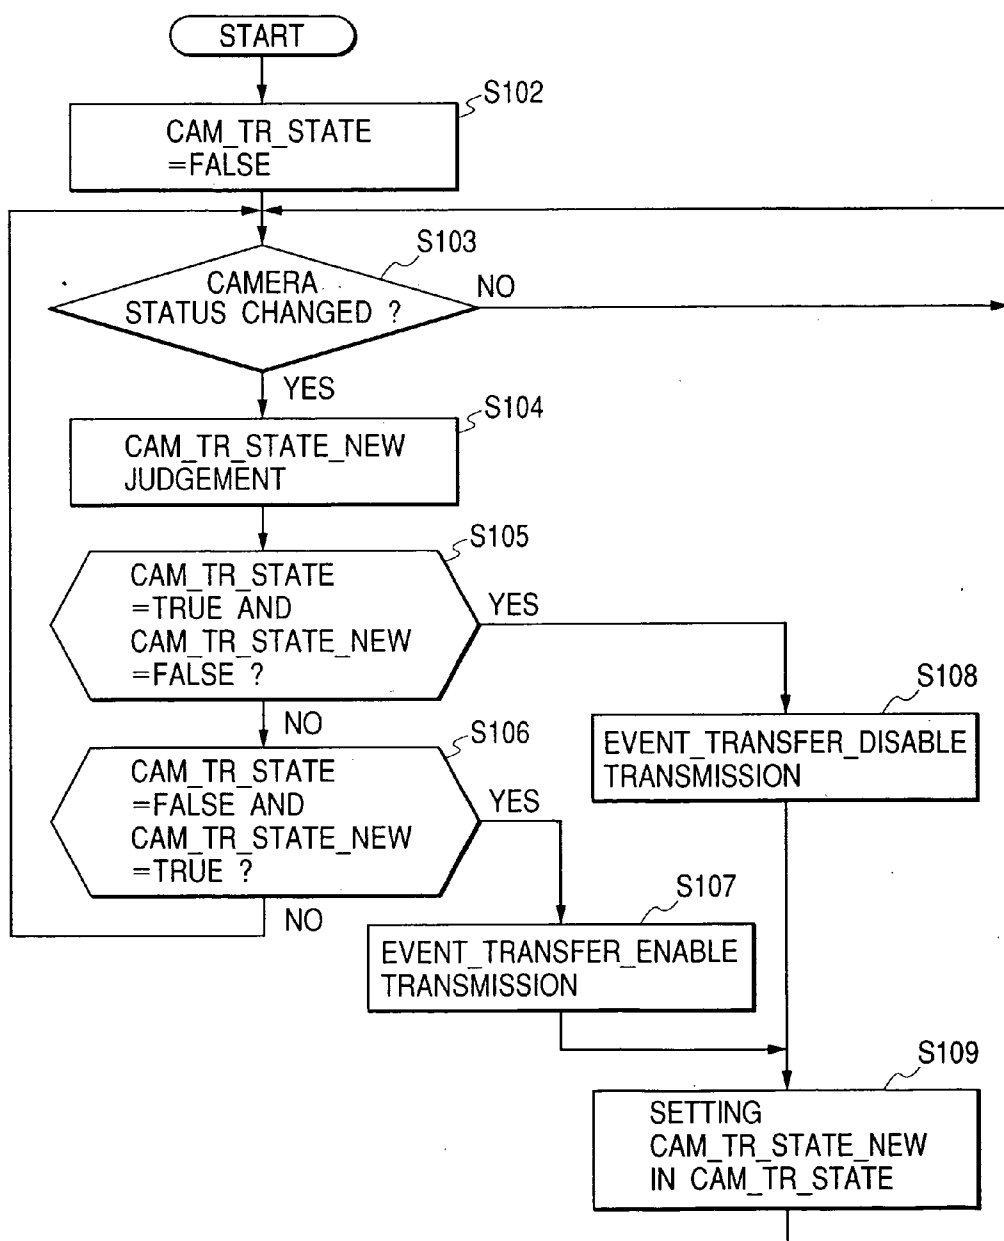 START
S102
CAM_TR_STATE
=FALSE
S103
CAMERA
STATUS CHANGED ?
NO
YES
S104
CAM_TR_STATE_NEW
JUDGEMENT
S105
CAM_TR_STATE
=TRUE AND
CAM_TR_STATE_NEW
=FALSE ?
YES
NO
S108
EVENT_TRANSFER_DISABLE
TRANSMISSION
S106
CAM_TR_STATE
=FALSE AND
CAM_TR_STATE_NEW
=TRUE ?
YES
NO
S107
EVENT_TRANSFER_ENABLE
TRANSMISSION
S109
SETTING
CAM_TR_STATE_NEW
IN CAM_TR_STATE